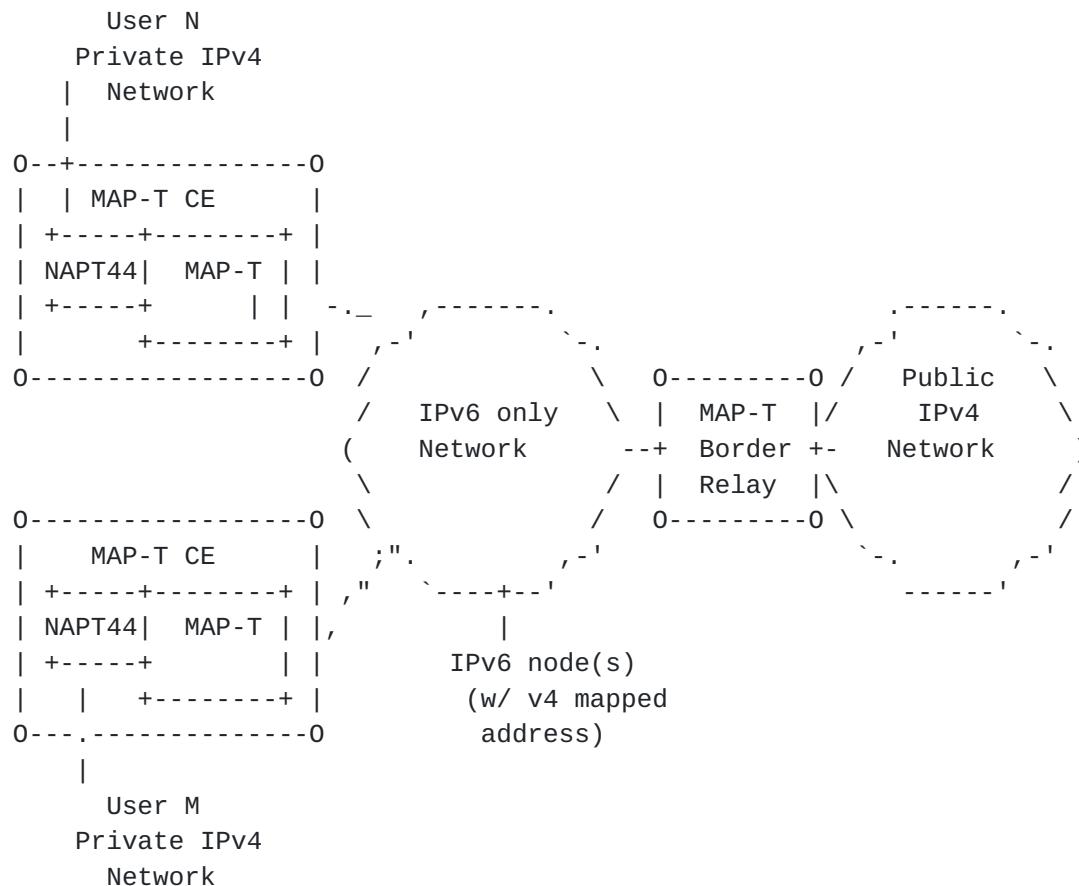 User N
Private IPv4
Network
MAP-T CE
NAPT44 MAP-T
IPv6 only
Network
MAP-T
Border
Relay
Public
IPv4
Network
MAP-T CE
NAPT44 MAP-T
IPv6 node(s)
(w/ v4 mapped
address)
User M
Private IPv4
Network